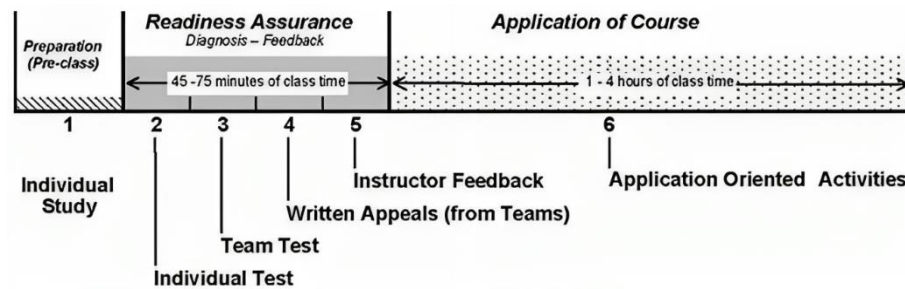 Readiness Assurance
Diagnosis – Feedback
Application of Course
Preparation
(Pre-class)
45 -75 minutes of class time
1 - 4 hours of class time
1
2
3
4
5
6
Individual
Study
Instructor Feedback
Application Oriented Activities
Written Appeals (from Teams)
Team Test
Individual Test